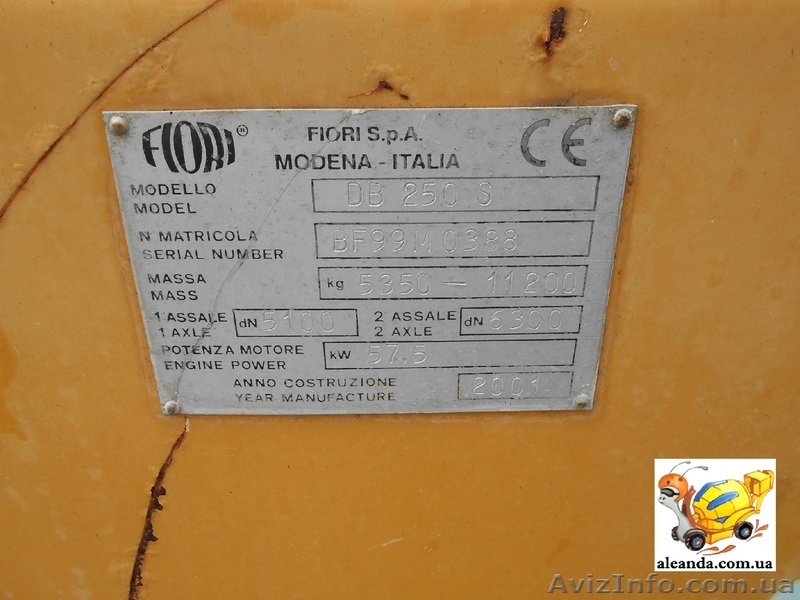 FIORI®
FIORI S.p.A.
MODENA - ITALIA
CE
MODELLO
MODEL
DB 250 S
N° MATRICOLA
SERIAL NUMBER
BF99M0388
MASSA
MASS
kg 5350 - 11200
1 ASSALE
1 AXLE
dN 5100
2 ASSALE
2 AXLE
dN 6300
POTENZA MOTORE
ENGINE POWER
kW 57.5
ANNO COSTRUZIONE
YEAR MANUFACTURE
2001
aleanda.com.ua
AvizInfo.com.ua